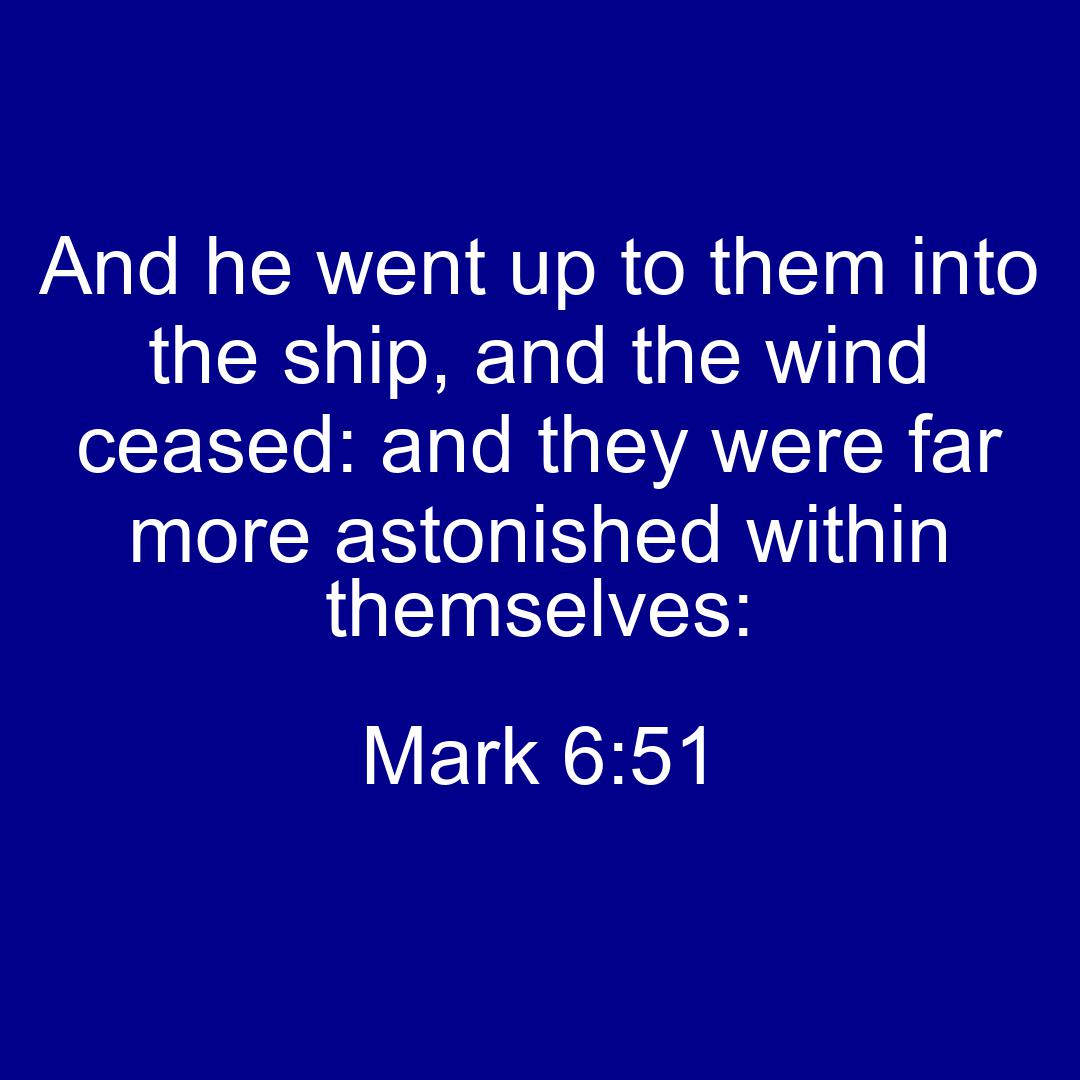 And he went up to them into
the ship, and the wind
ceased: and they were far
more astonished within
themselves:
Mark 6:51